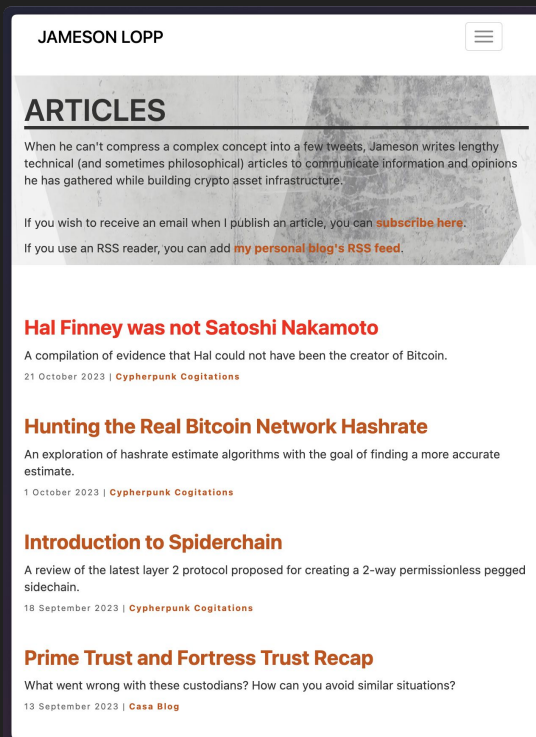 JAMESON LOPP
ARTICLES
When he can't compress a complex concept into a few tweets, Jameson writes lengthy
technical (and sometimes philosophical) articles to communicate information and opinions
he has gathered while building crypto asset infrastructure.
If you wish to receive an email when I publish an article, you can subscribe here.
If you use an RSS reader, you can add my personal blog's RSS feed.
Hal Finney was not Satoshi Nakamoto
A compilation of evidence that Hal could not have been the creator of Bitcoin.
21 October 2023 | Cypherpunk Cogitations
Hunting the Real Bitcoin Network Hashrate
An exploration of hashrate estimate algorithms with the goal of finding a more accurate
estimate.
1 October 2023 | Cypherpunk Cogitations
Introduction to Spiderchain
A review of the latest layer 2 protocol proposed for creating a 2-way permissionless pegged
sidechain.
18 September 2023 | Cypherpunk Cogitations
Prime Trust and Fortress Trust Recap
What went wrong with these custodians? How can you avoid similar situations?
13 September 2023 | Casa Blog